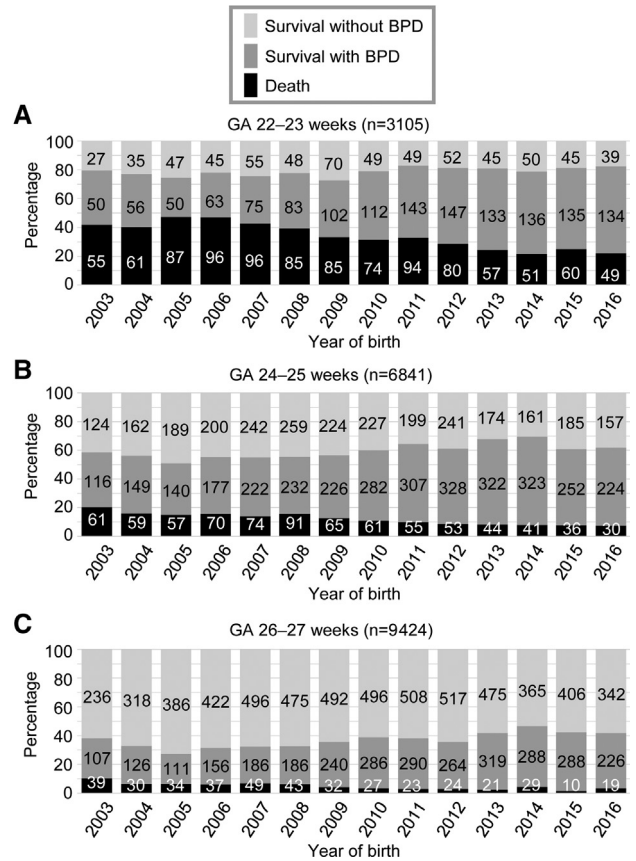 Survival without BPD
Survival with BPD
Death
A
GA 22–23 weeks (n=3105)
Percentage
100
80
60
40
20
0
27 35 47 45 55 48 70 49 49 52 45 50 45 39
50 56 50 63 75 83 102 112 143 147 133 136 135 134
55 61 87 96 96 85 85 74 94 80 57 51 60 49
2003 2004 2005 2006 2007 2008 2009 2010 2011 2012 2013 2014 2015 2016
Year of birth
B
GA 24–25 weeks (n=6841)
Percentage
100
80
60
40
20
0
124 162 189 200 242 259 224 227 199 241 174 161 185 157
116 149 140 177 222 232 226 282 307 328 322 323 252 224
61 59 57 70 74 91 65 61 55 53 44 41 36 30
2003 2004 2005 2006 2007 2008 2009 2010 2011 2012 2013 2014 2015 2016
Year of birth
C
GA 26–27 weeks (n=9424)
Percentage
100
80
60
40
20
0
236 318 386 422 496 475 492 496 508 517 475 365 406 342
107 126 111 156 186 186 240 286 290 264 319 288 288 226
39 30 34 37 49 43 32 27 23 24 21 29 10 19
2003 2004 2005 2006 2007 2008 2009 2010 2011 2012 2013 2014 2015 2016
Year of birth